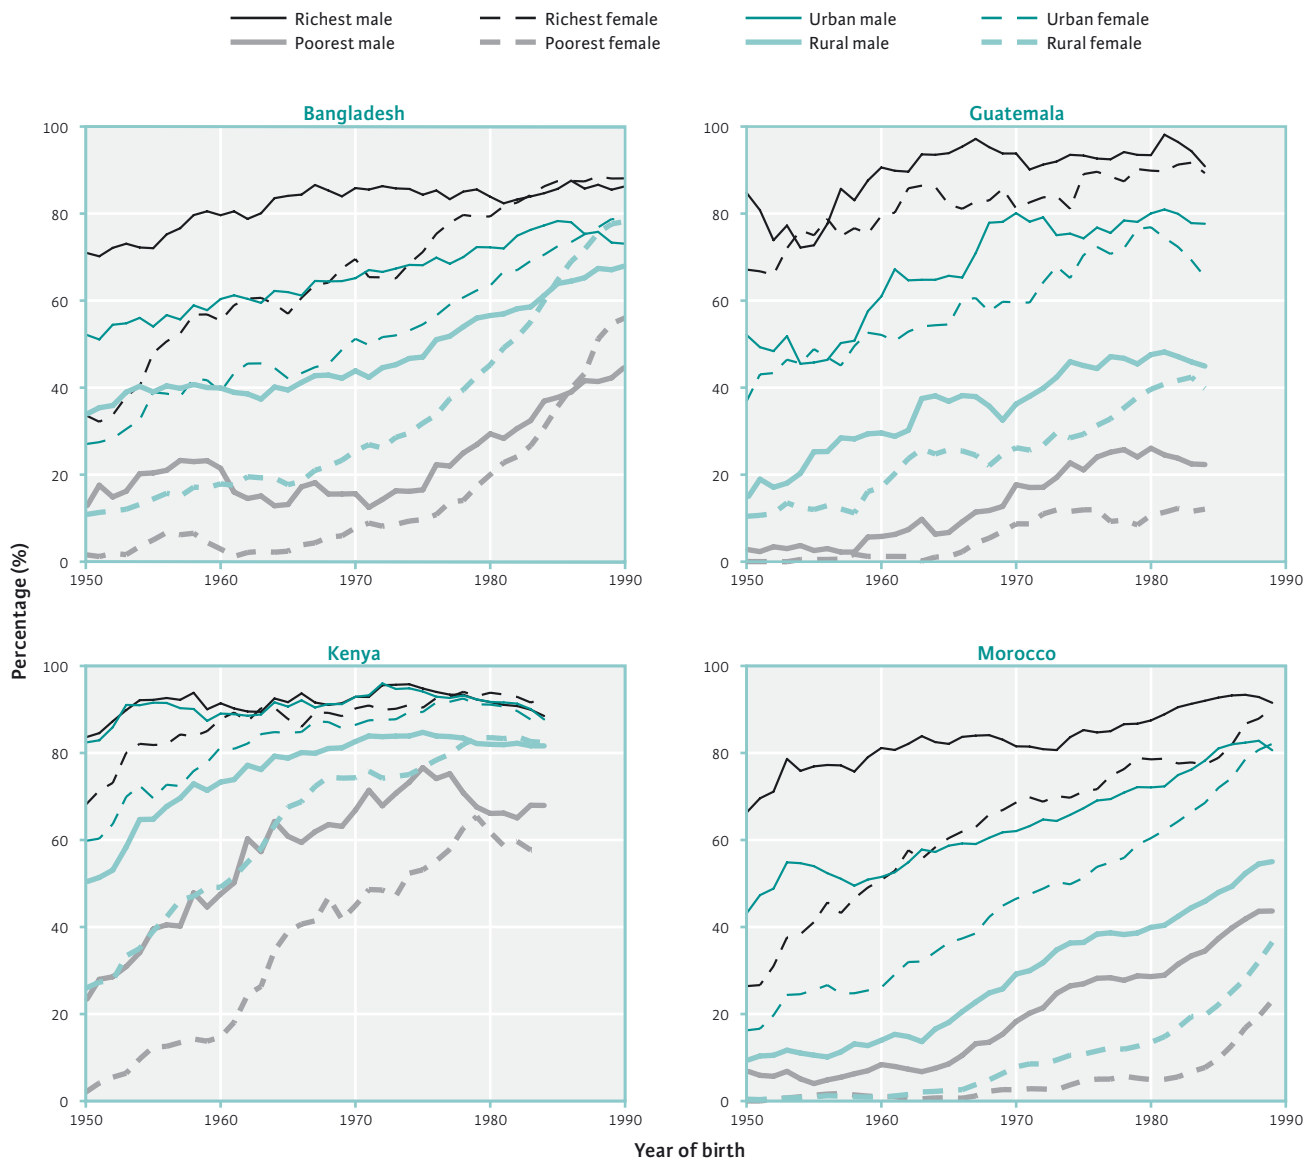 Richest male Richest female Urban male Urban female
Poorest male Poorest female Rural male Rural female
Bangladesh Guatemala
100 100
80 80
60 60
40 40
20 20
0 0
1950 1960 1970 1980 1990 1950 1960 1970 1980 1990
Percentage (%)
Kenya Morocco
100 100
80 80
60 60
40 40
20 20
0 0
1950 1960 1970 1980 1990 1950 1960 1970 1980 1990
Year of birth